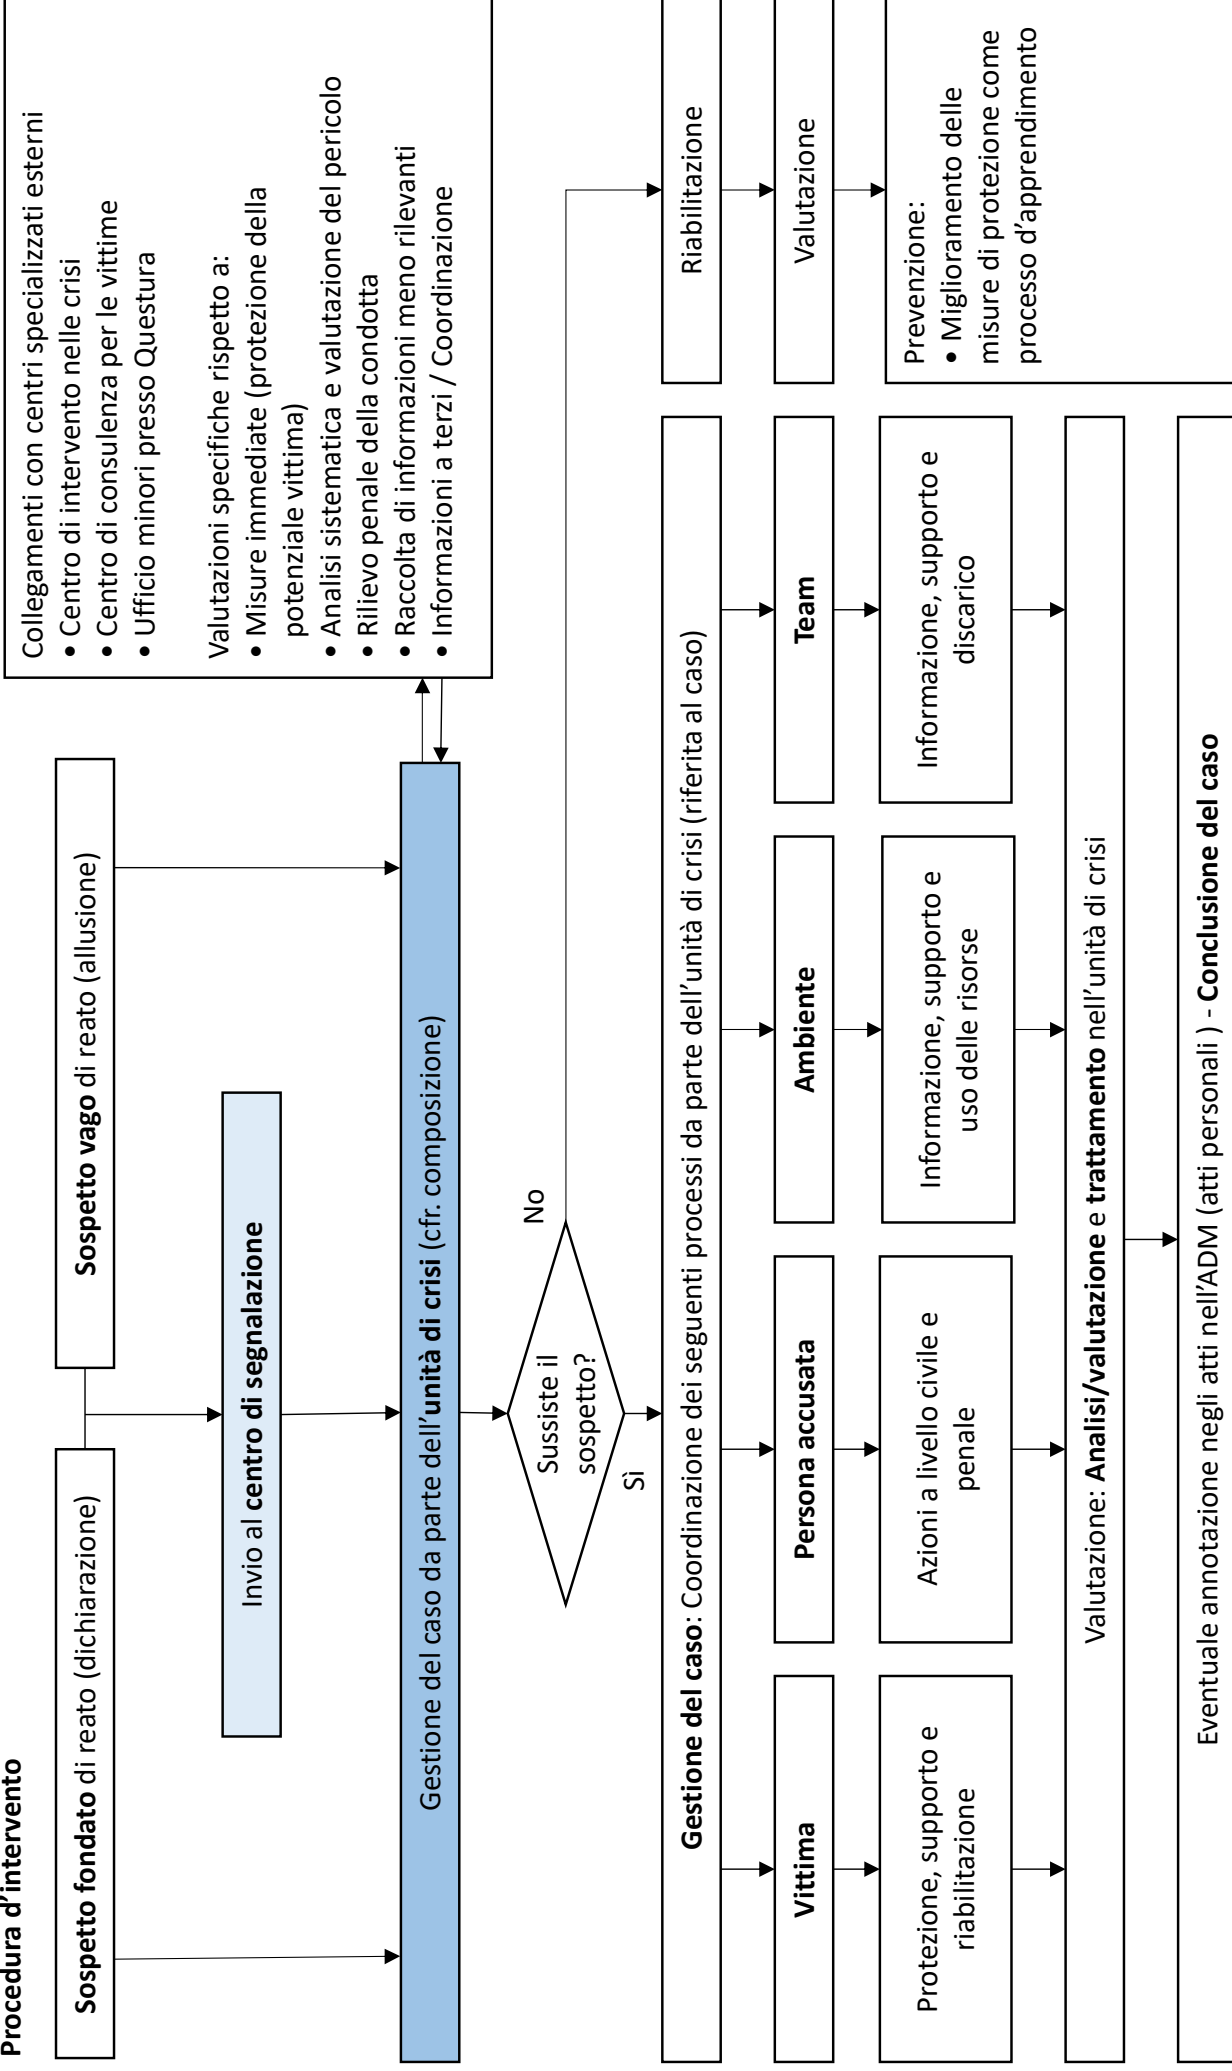 Procedura d’intervento
Sospetto fondato di reato (dichiarazione)
Sospetto vago di reato (allusione)
Invio al centro di segnalazione
Gestione del caso da parte dell’unità di crisi (cfr. composizione)
Collegamenti con centri specializzati esterni
• Centro di intervento nelle crisi
• Centro di consulenza per le vittime
• Ufficio minori presso Questura
Valutazioni specifiche rispetto a:
• Misure immediate (protezione della
potenziale vittima)
• Analisi sistematica e valutazione del pericolo
• Rilievo penale della condotta
• Raccolta di informazioni meno rilevanti
• Informazioni a terzi / Coordinazione
Sussiste il
sospetto?
No
Sì
Gestione del caso: Coordinazione dei seguenti processi da parte dell’unità di crisi (riferita al caso)
Vittima
Persona accusata
Ambiente
Team
Protezione, supporto e
riabilitazione
Azioni a livello civile e
penale
Informazione, supporto e
uso delle risorse
Informazione, supporto e
discarico
Valutazione: Analisi/valutazione e trattamento nell’unità di crisi
Eventuale annotazione negli atti nell’ADM (atti personali ) - Conclusione del caso
Riabilitazione
Valutazione
Prevenzione:
• Miglioramento delle
misure di protezione come
processo d’apprendimento